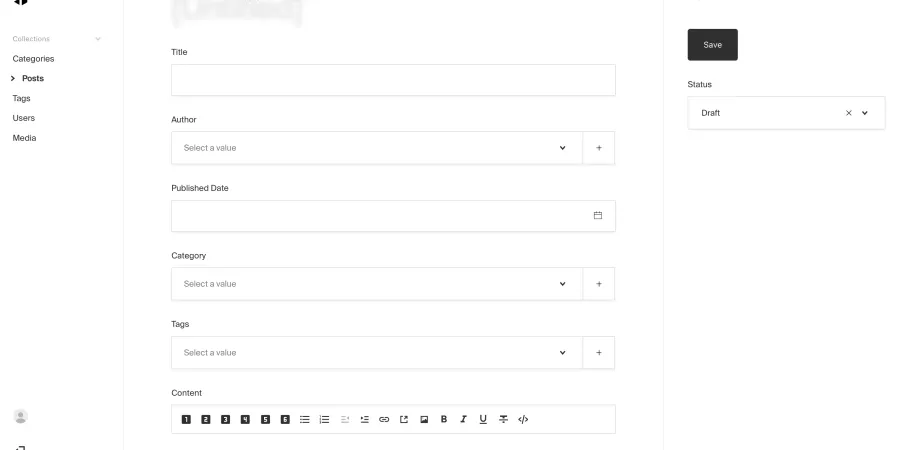 [Untitled]
Collections
Categories
Posts
Tags
Users
Media
Title
Author
Select a value
+
Published Date
Category
Select a value
+
Tags
Select a value
+
Content
1 2 3 4 5 6 B I U S </>
Save
Status
Draft